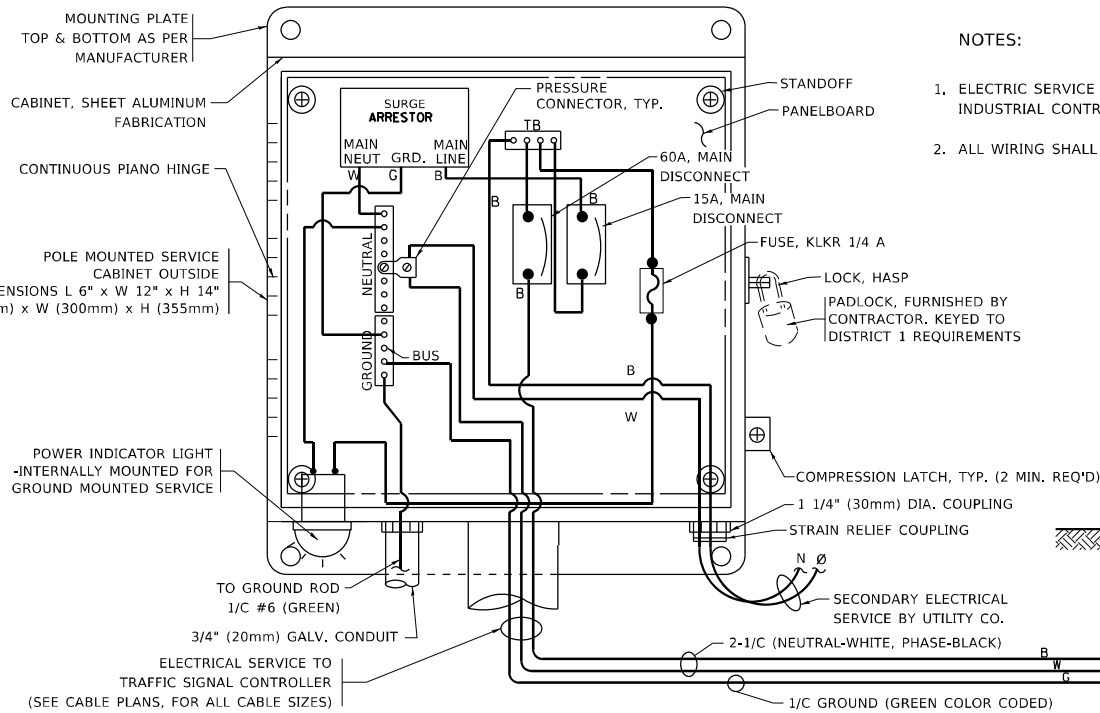 MOUNTING PLATE
TOP & BOTTOM AS PER
MANUFACTURER
CABINET, SHEET ALUMINUM
FABRICATION
CONTINUOUS PIANO HINGE
POLE MOUNTED SERVICE
CABINET OUTSIDE
ENSIONS L 6" x W 12" x H 14"
m) x W (300mm) x H (355mm)
POWER INDICATOR LIGHT
-INTERNALLY MOUNTED FOR
GROUND MOUNTED SERVICE
TO GROUND ROD
1/C #6 (GREEN)
3/4" (20mm) GALV. CONDUIT
ELECTRICAL SERVICE TO
TRAFFIC SIGNAL CONTROLLER
(SEE CABLE PLANS, FOR ALL CABLE SIZES)
SURGE
ARRESTOR
MAIN
NEUT
GRD.
MAIN
LINE
W
G
B
PRESSURE
CONNECTOR, TYP.
TB
NEUTRAL
GROUND
BUS
B
B
B
60A, MAIN
DISCONNECT
15A, MAIN
DISCONNECT
FUSE, KLKR 1/4 A
B
W
STANDOFF
PANELBOARD
LOCK, HASP
PADLOCK, FURNISHED BY
CONTRACTOR. KEYED TO
DISTRICT 1 REQUIREMENTS
COMPRESSION LATCH, TYP. (2 MIN. REQ'D)
1 1/4" (30mm) DIA. COUPLING
STRAIN RELIEF COUPLING
N Ø
SECONDARY ELECTRICAL
SERVICE BY UTILITY CO.
2-1/C (NEUTRAL-WHITE, PHASE-BLACK)
B
W
G
1/C GROUND (GREEN COLOR CODED)
NOTES:
1. ELECTRIC SERVICE
INDUSTRIAL CONTR
2. ALL WIRING SHALL